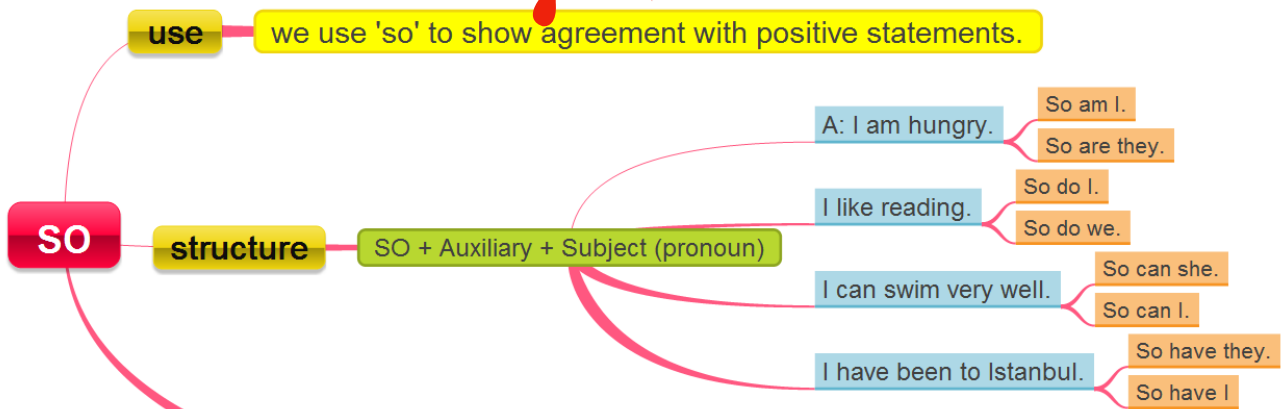 use
we use 'so' to show agreement with positive statements.
SO
structure
SO + Auxiliary + Subject (pronoun)
A: I am hungry.
So am I.
So are they.
I like reading.
So do I.
So do we.
I can swim very well.
So can she.
So can I.
I have been to Istanbul.
So have they.
So have I